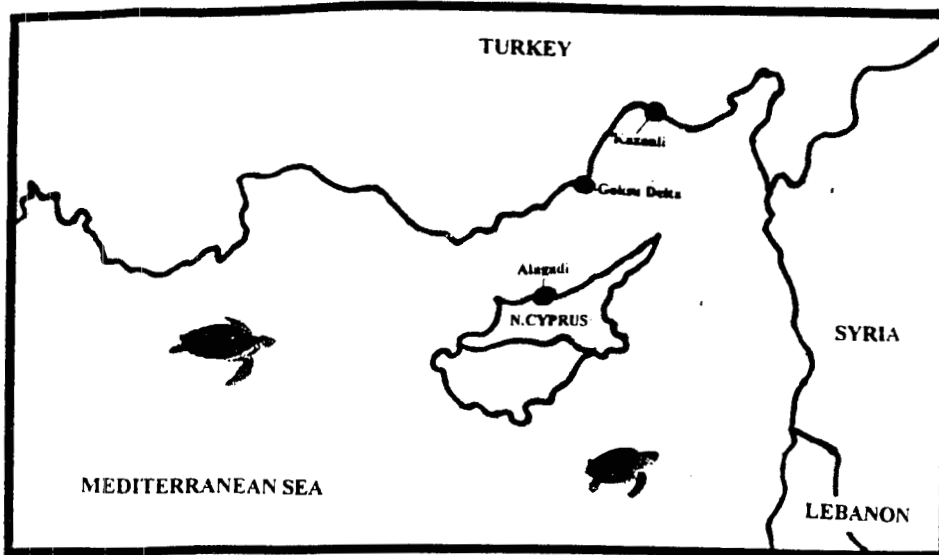 TURKEY
Kazanli
Goksu Delta
Alagadi
N.CYPRUS
SYRIA
MEDITERRANEAN SEA
LEBANON